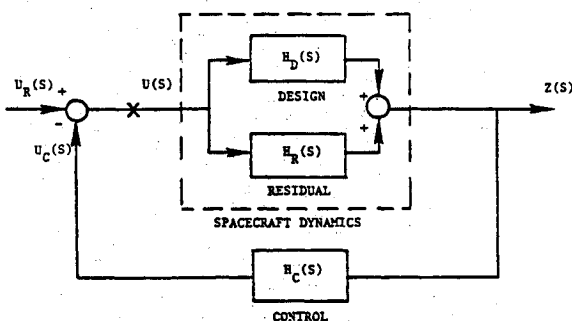 H_D(S)
U_R(S)
+
U(S)
Z(S)
DESIGN
+
-
+
U_C(S)
H_R(S)
RESIDUAL
SPACECRAFT DYNAMICS
H_C(S)
CONTROL